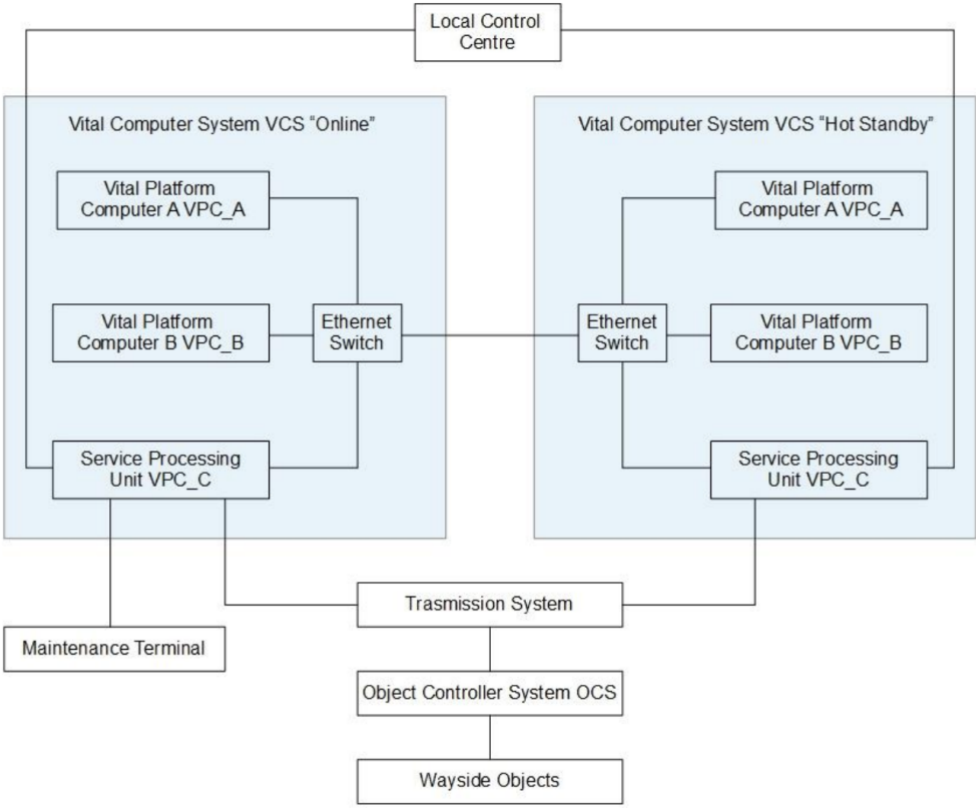 Local Control
Centre
Vital Computer System VCS "Online"
Vital Computer System VCS "Hot Standby"
Vital Platform
Computer A VPC_A
Vital Platform
Computer A VPC_A
Vital Platform
Computer B VPC_B
Ethernet
Switch
Ethernet
Switch
Vital Platform
Computer B VPC_B
Service Processing
Unit VPC_C
Service Processing
Unit VPC_C
Trasmission System
Maintenance Terminal
Object Controller System OCS
Wayside Objects